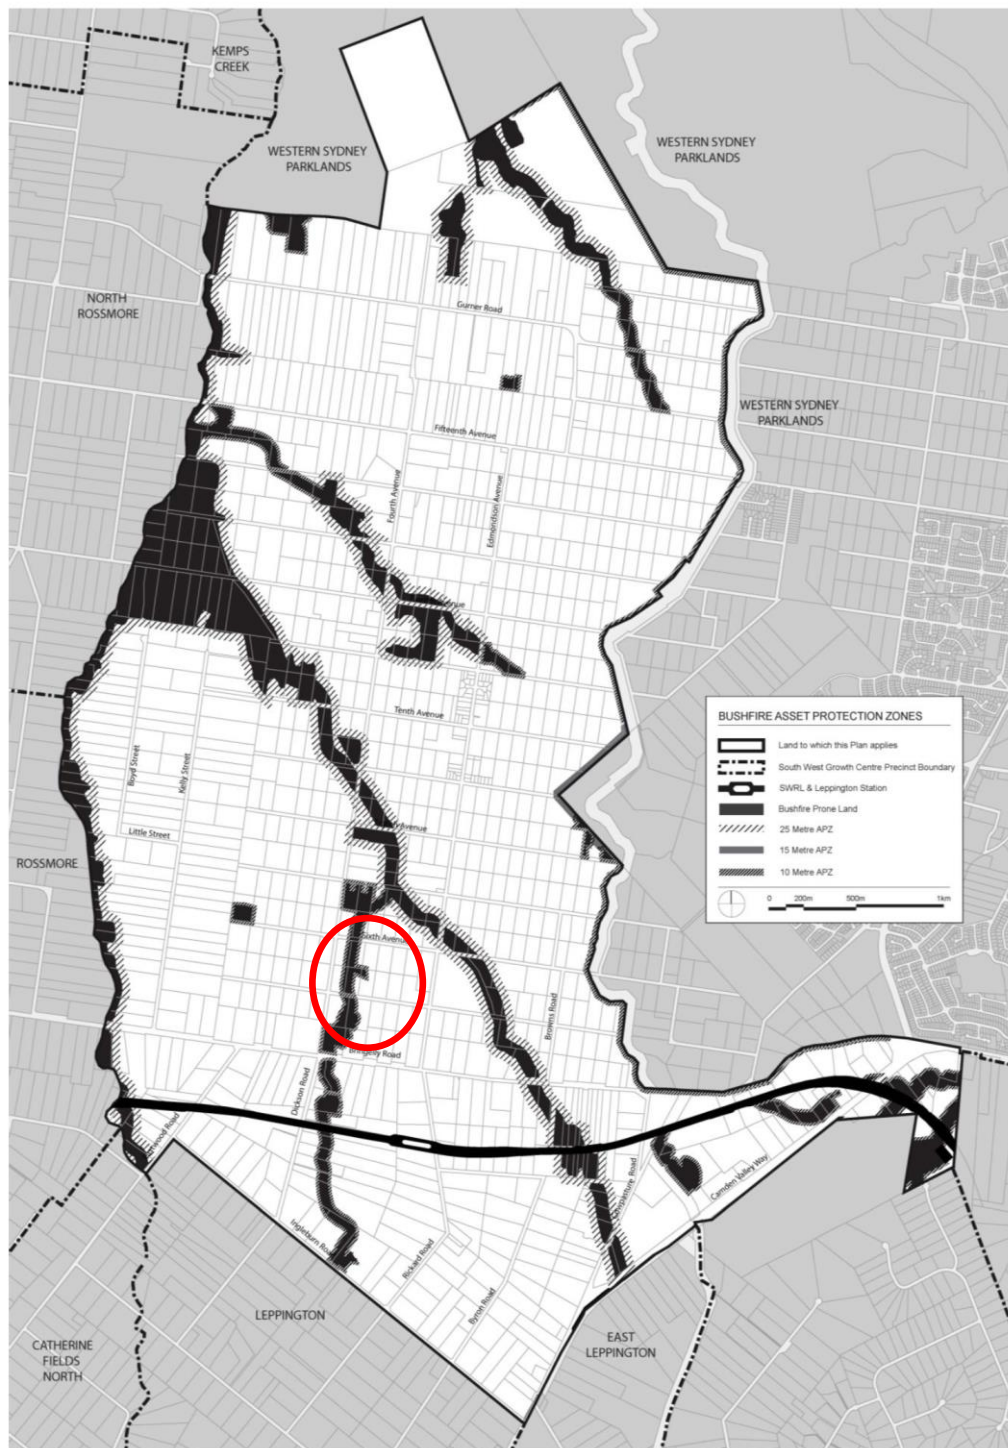 KEMPS
CREEK
WESTERN SYDNEY
PARKLANDS
WESTERN SYDNEY
PARKLANDS
NORTH
ROSSMORE
Gurner Road
WESTERN SYDNEY
PARKLANDS
Fifteenth Avenue
Fourth Avenue
Edmondson Avenue
Tenth Avenue
BUSHFIRE ASSET PROTECTION ZONES
Land to which this Plan applies
South West Growth Centre Precinct Boundary
SWRL & Leppington Station
Bushfire Prone Land
25 Metre APZ
15 Metre APZ
10 Metre APZ
0 200m 500m 1km
Boyd Street
Kelly Street
Little Street
Avenue
ROSSMORE
Sixth Avenue
Browns Road
Bringelly Road
Dickson Road
Camden Valley Way
Ingleburn Road
Rickard Road
Byron Road
LEPPINGTON
EAST
LEPPINGTON
CATHERINE
FIELDS
NORTH